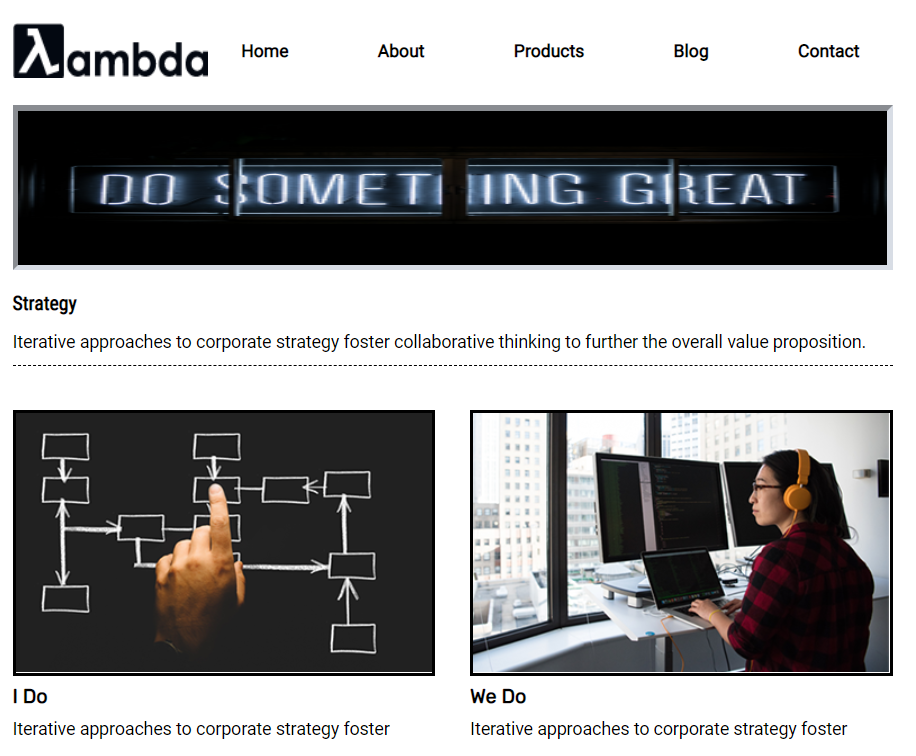 λambda
Home About Products Blog Contact
DO SOMETHING GREAT
Strategy
Iterative approaches to corporate strategy foster collaborative thinking to further the overall value proposition.
I Do
We Do
Iterative approaches to corporate strategy foster
Iterative approaches to corporate strategy foster